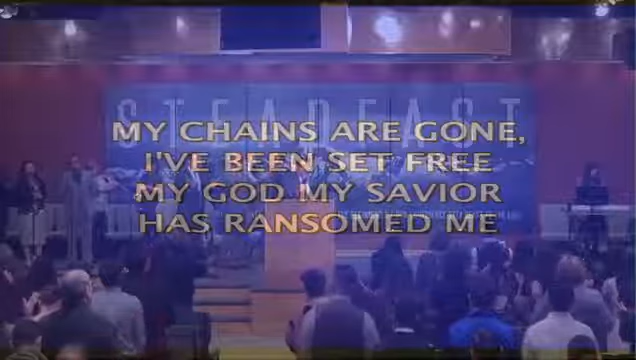 STEADFAST
MY CHAINS ARE GONE,
I'VE BEEN SET FREE
MY GOD MY SAVIOR
HAS RANSOMED ME